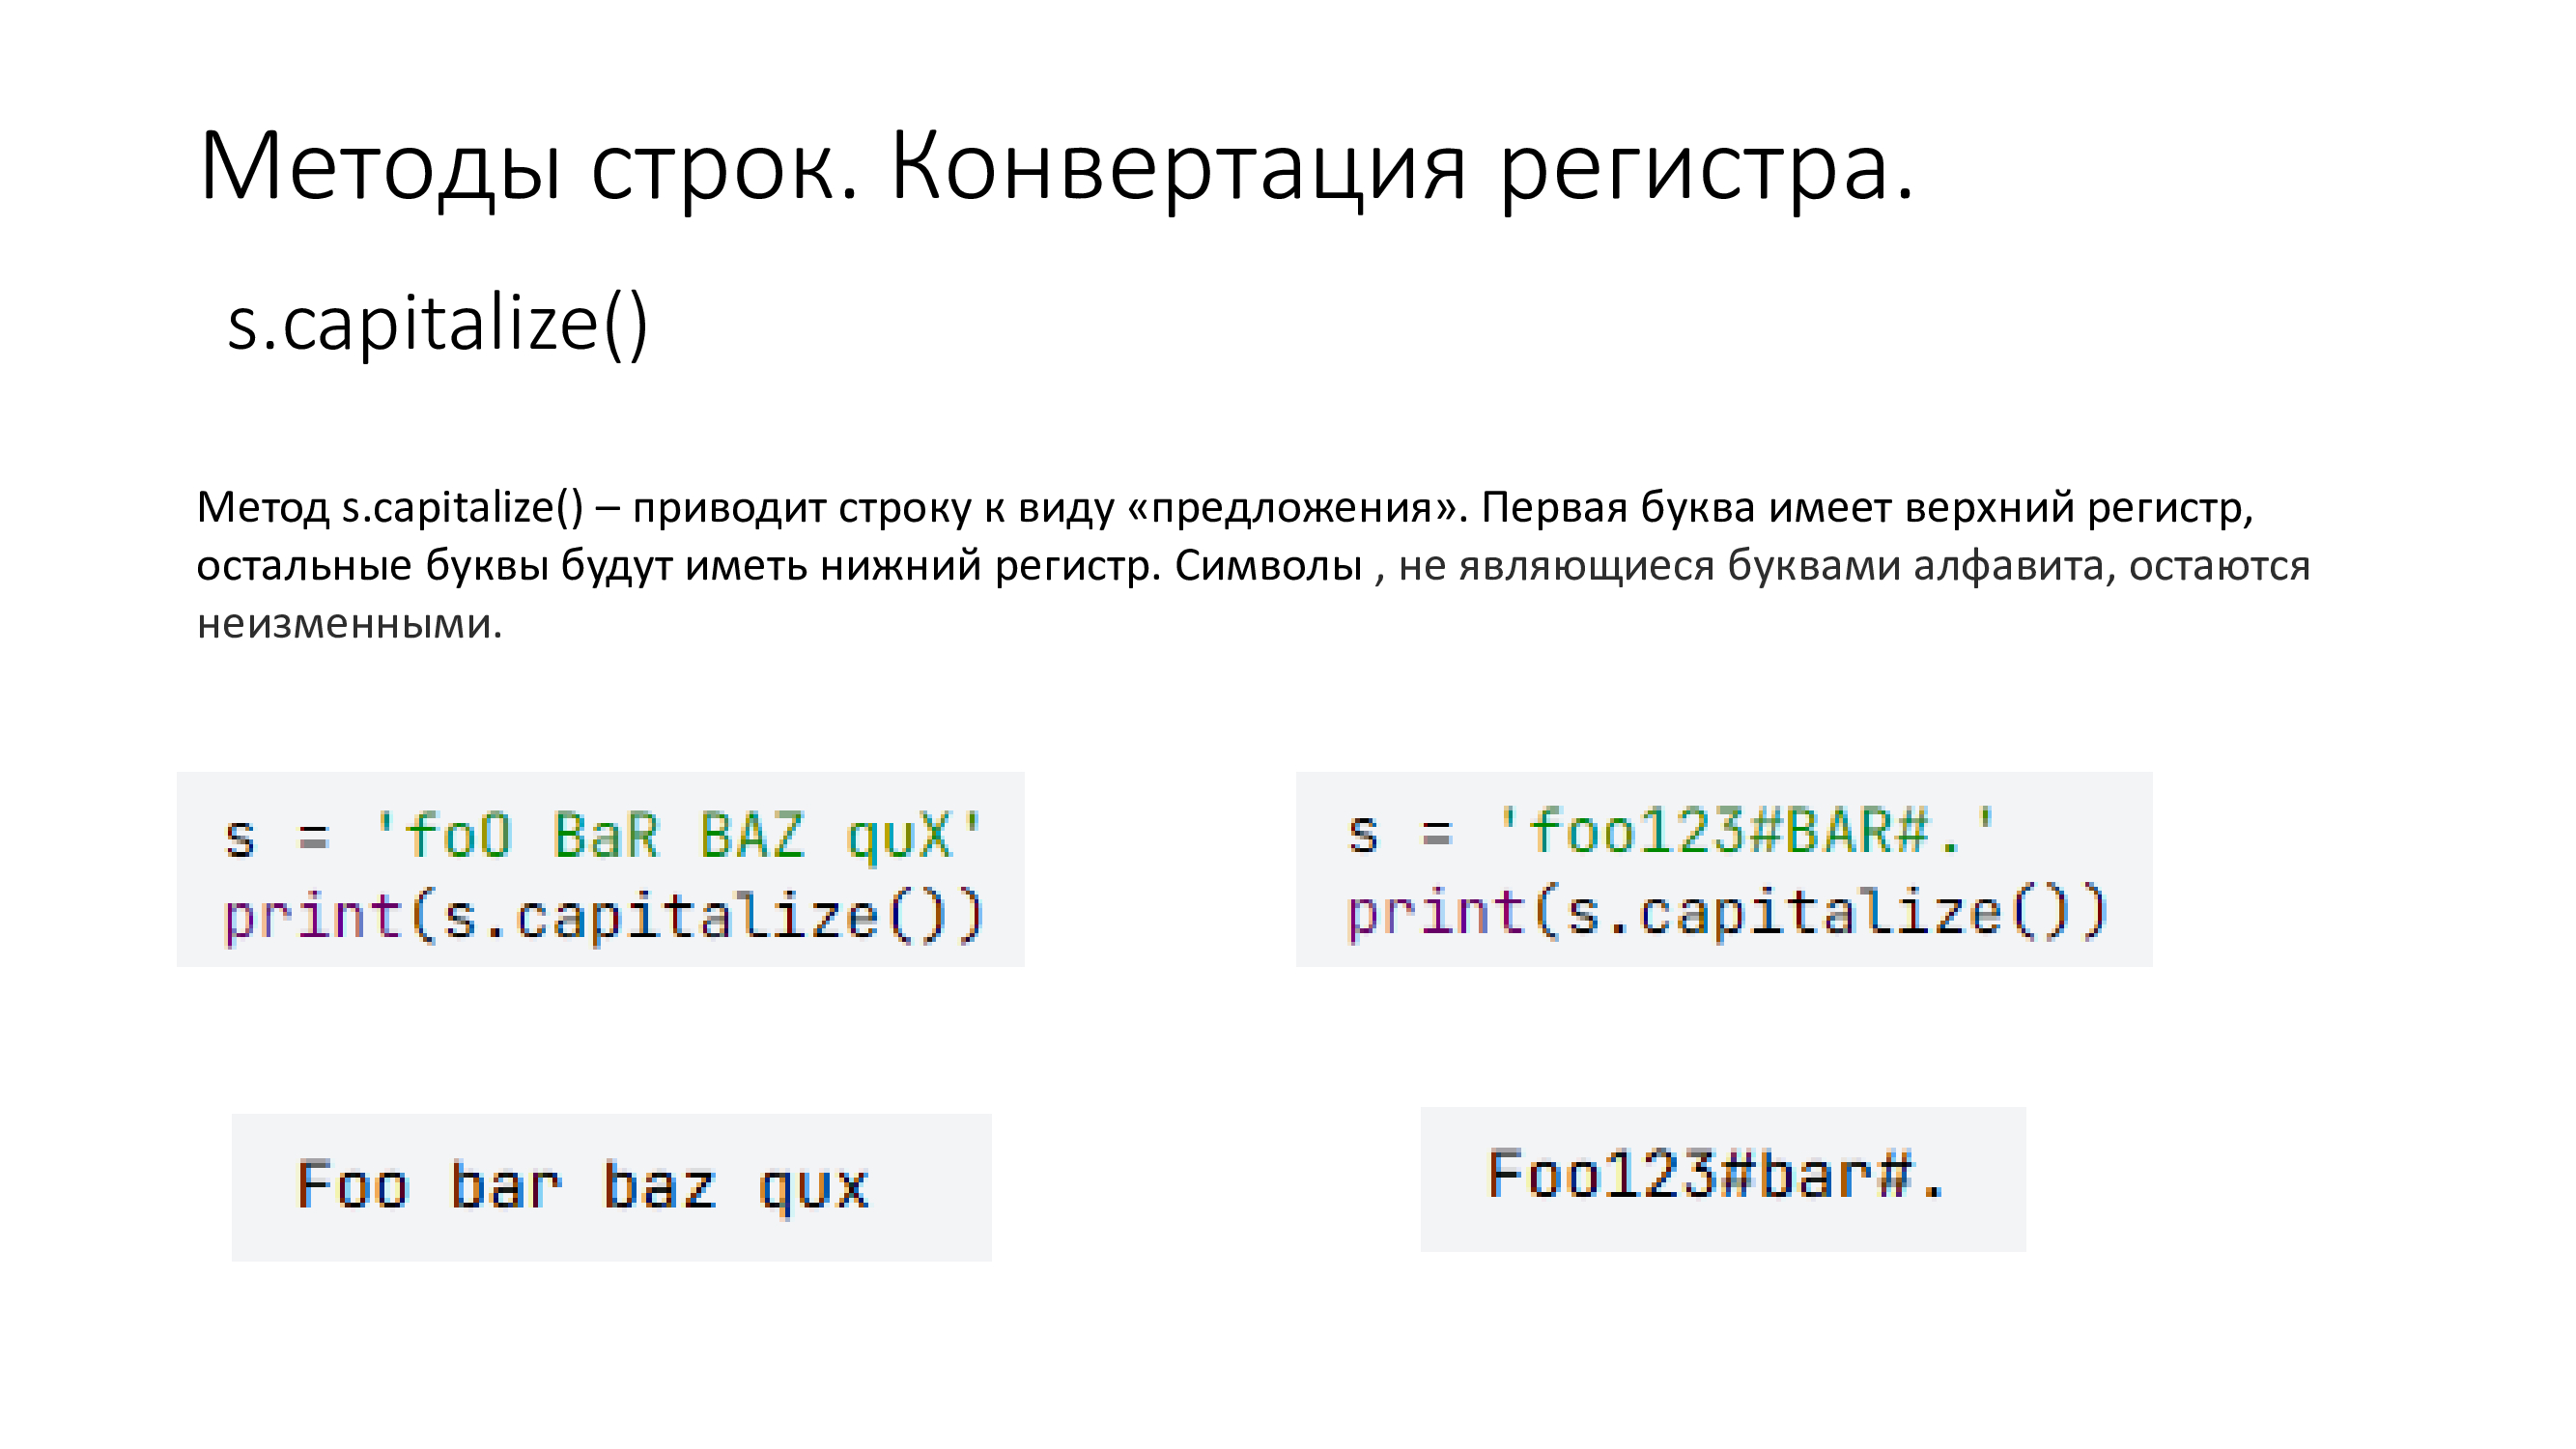 Методы строк. Конвертация регистра.
s.capitalize()
Метод s.capitalize() – приводит строку к виду «предложения». Первая буква имеет верхний регистр,
остальные буквы будут иметь нижний регистр. Символы , не являющиеся буквами алфавита, остаются
неизменными.
s = 'foO BaR BAZ quX'
print(s.capitalize())
s = 'foo123#BAR#.'
print(s.capitalize())
Foo bar baz qux
Foo123#bar#.